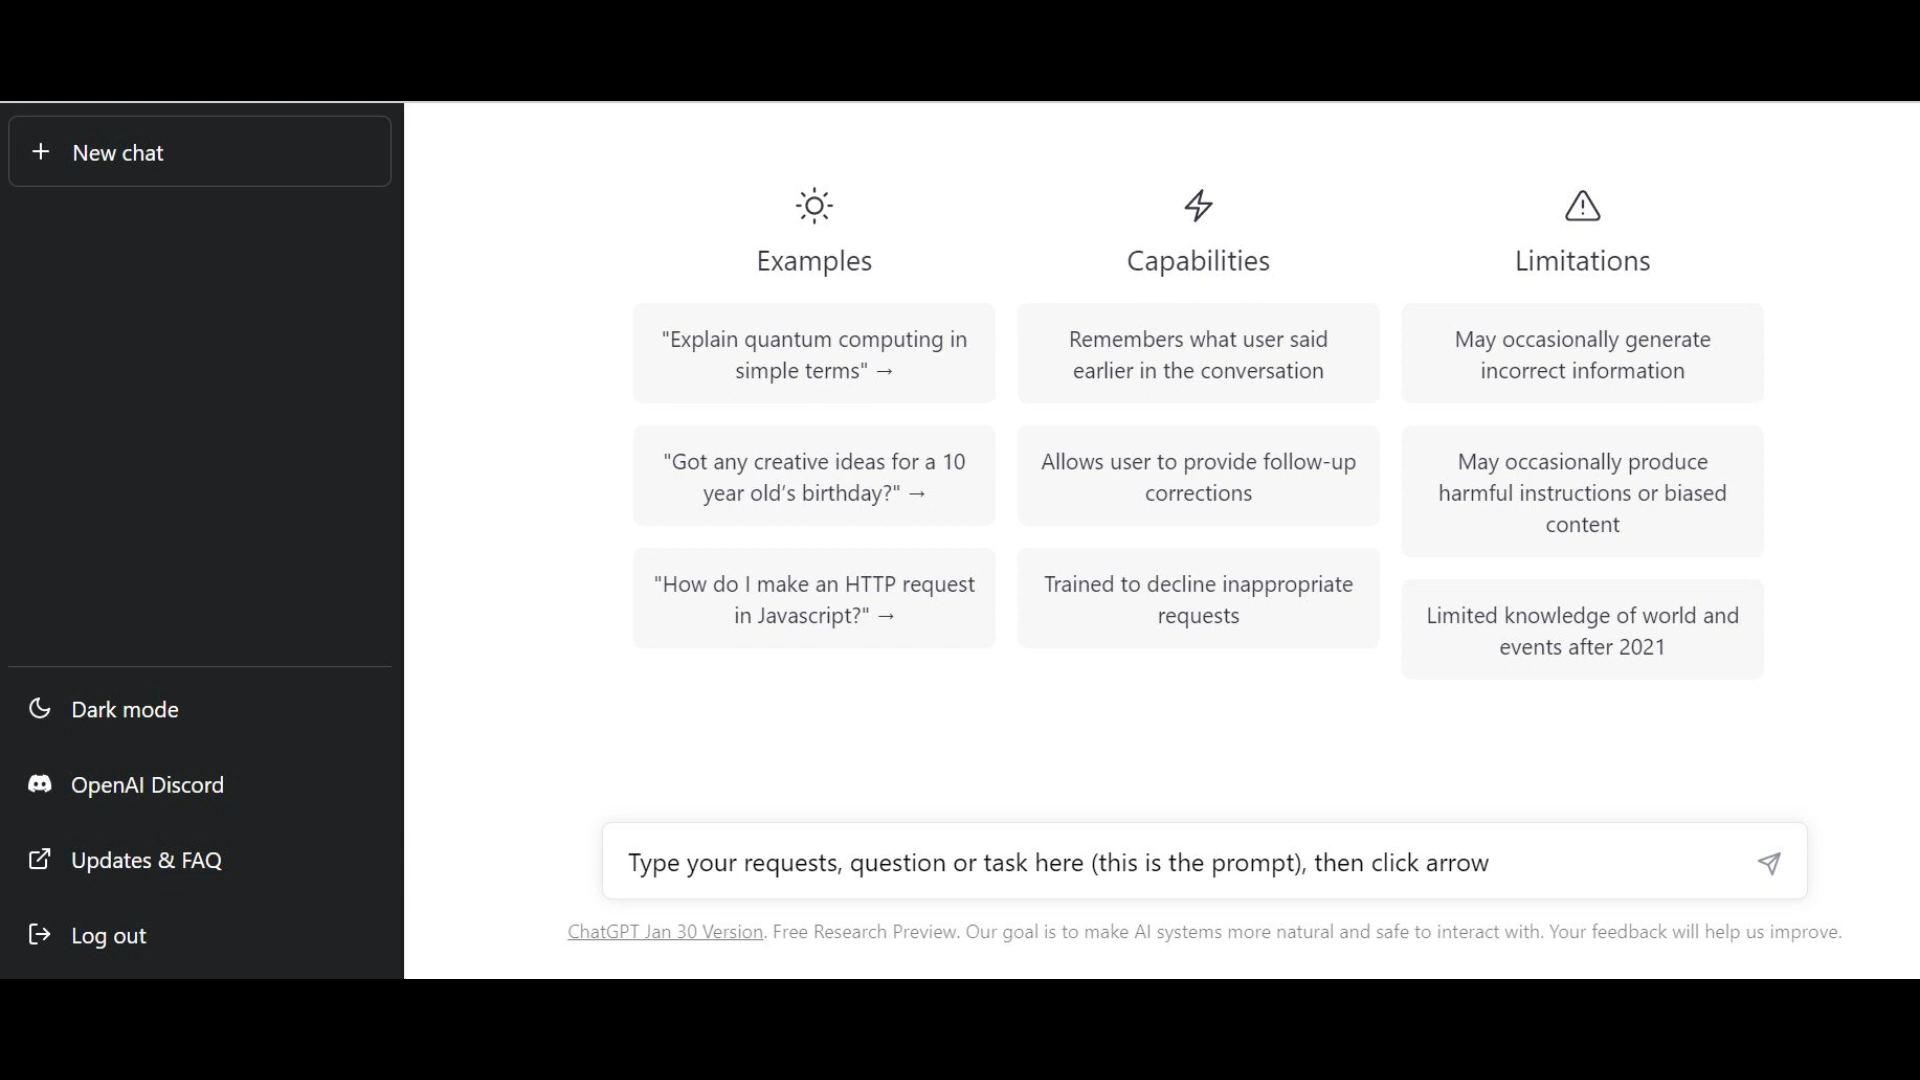 New chat
Examples
"Explain quantum computing in
simple terms" →
"Got any creative ideas for a 10
year old's birthday?" →
"How do I make an HTTP request
in Javascript?" →
Capabilities
Remembers what user said
earlier in the conversation
Allows user to provide follow-up
corrections
Trained to decline inappropriate
requests
Limitations
May occasionally generate
incorrect information
May occasionally produce
harmful instructions or biased
content
Limited knowledge of world and
events after 2021
Dark mode
OpenAI Discord
Updates & FAQ
Log out
Type your requests, question or task here (this is the prompt), then click arrow
ChatGPT Jan 30 Version. Free Research Preview. Our goal is to make AI systems more natural and safe to interact with. Your feedback will help us improve.